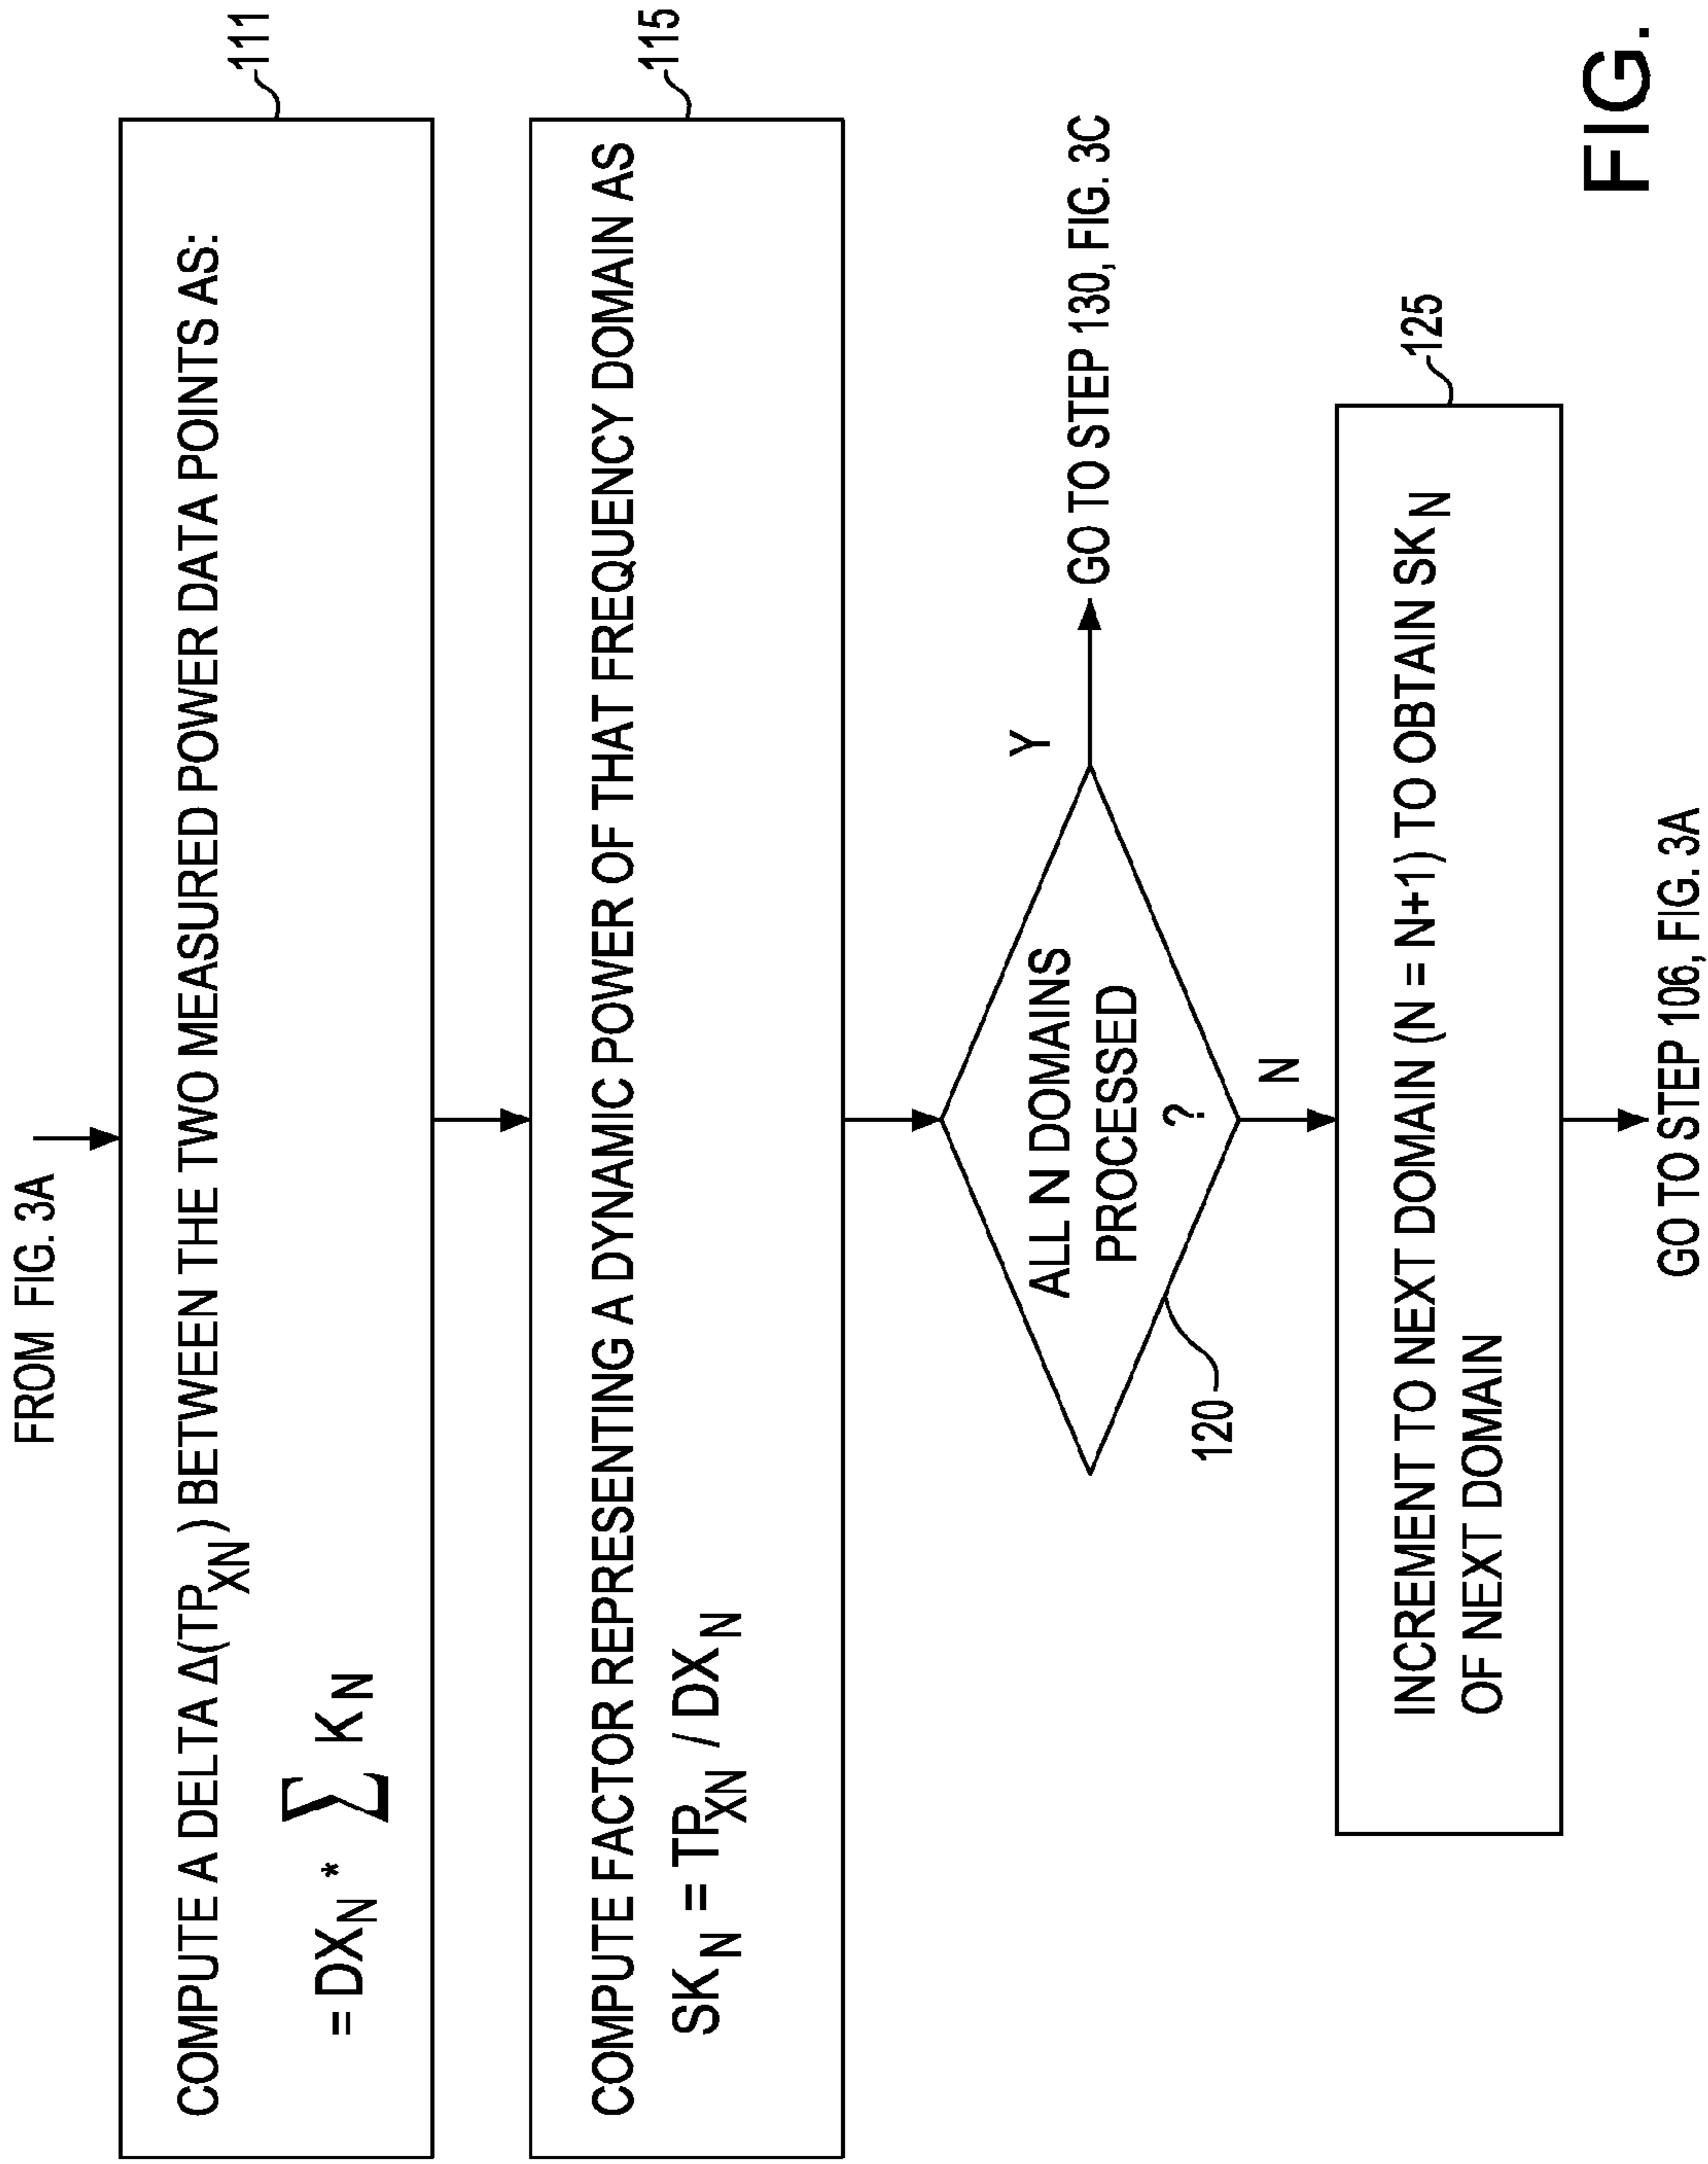 FROM FIG. 3A
111
COMPUTE A DELTA Δ(TP_XN) BETWEEN THE TWO MEASURED POWER DATA POINTS AS:
= DX_N * ∑ K_N
115
COMPUTE FACTOR REPRESENTING A DYNAMIC POWER OF THAT FREQUENCY DOMAIN AS
SK_N = TP_XN / DX_N
ALL N DOMAINS
PROCESSED
?
120
Y
GO TO STEP 130, FIG. 3C
N
125
INCREMENT TO NEXT DOMAIN (N = N+1) TO OBTAIN SK_N
OF NEXT DOMAIN
GO TO STEP 106, FIG. 3A
FIG.